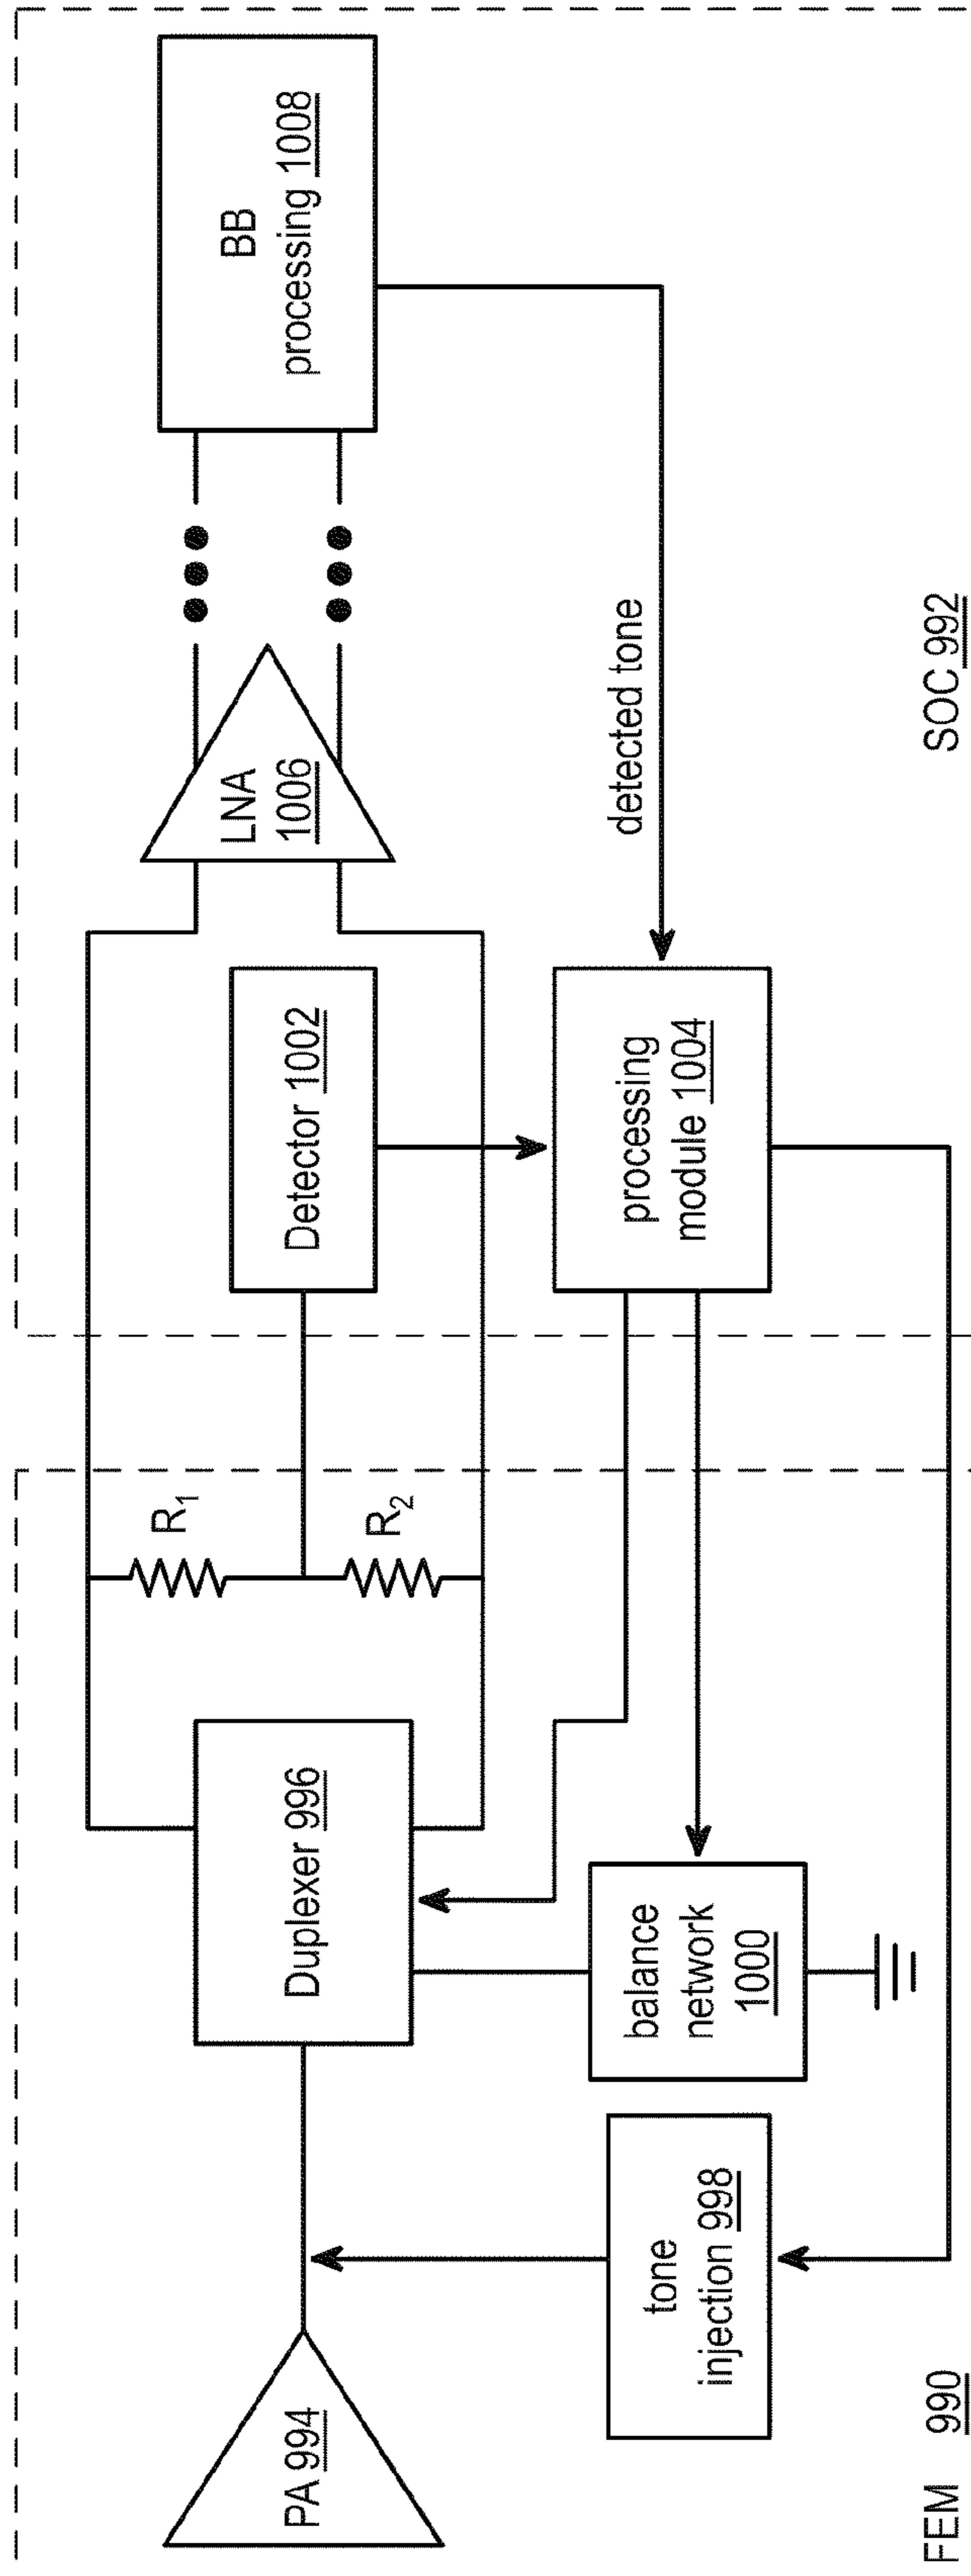 PA 994
Duplexer 996
R1
R2
Detector 1002
LNA
1006
BB
processing 1008
tone
injection 998
balance
network
1000
processing
module 1004
detected tone
FEM 990
SOC 992